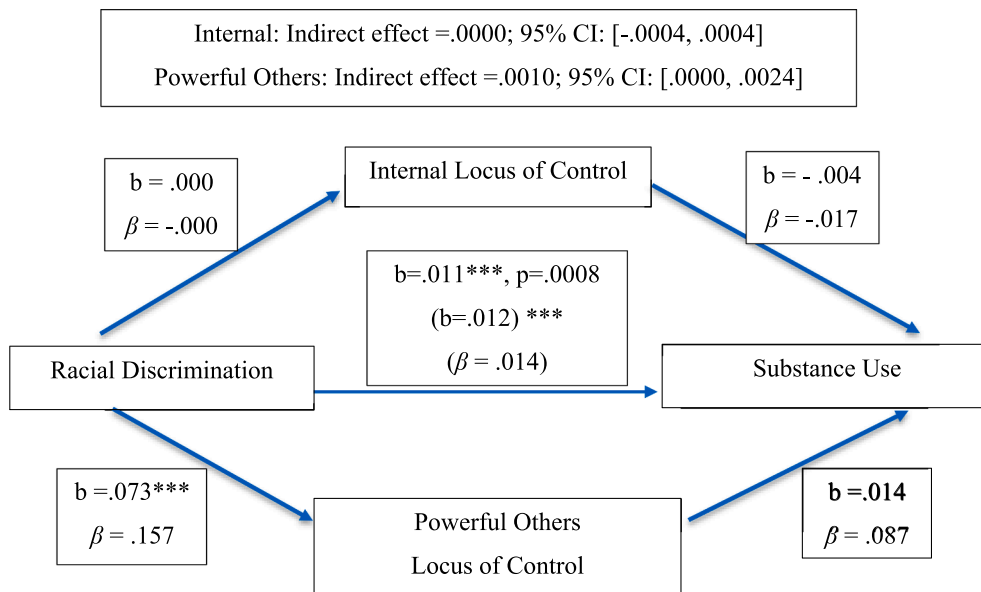 Internal: Indirect effect =.0000; 95% CI: [-.0004, .0004]
Powerful Others: Indirect effect =.0010; 95% CI: [.0000, .0024]
b = .000
β = -.000
Internal Locus of Control
b = - .004
β = -.017
b=.011***, p=.0008
(b=.012) ***
(β = .014)
Racial Discrimination
Substance Use
b =.073***
β = .157
Powerful Others
Locus of Control
b =.014
β = .087